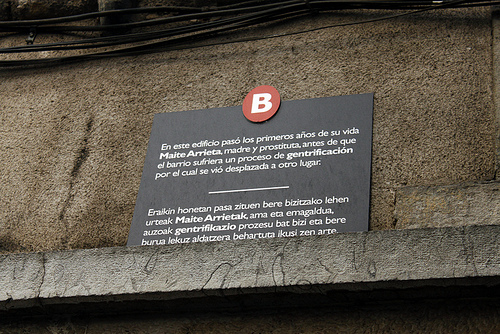 B
En este edificio pasó los primeros años de su vida
Maite Arrieta, madre y prostituta, antes de que
el barrio sufriera un proceso de gentrificación
por el cual se vió desplazada a otro lugar.
Eraikin honetan pasa zituen bere bizitzako lehen
urteak Maite Arrietak, ama eta emagaldua,
auzoak gentrifikazio prozesu bat bizi eta bere
burua lekuz aldatzera behartuta ikusi zen arte.